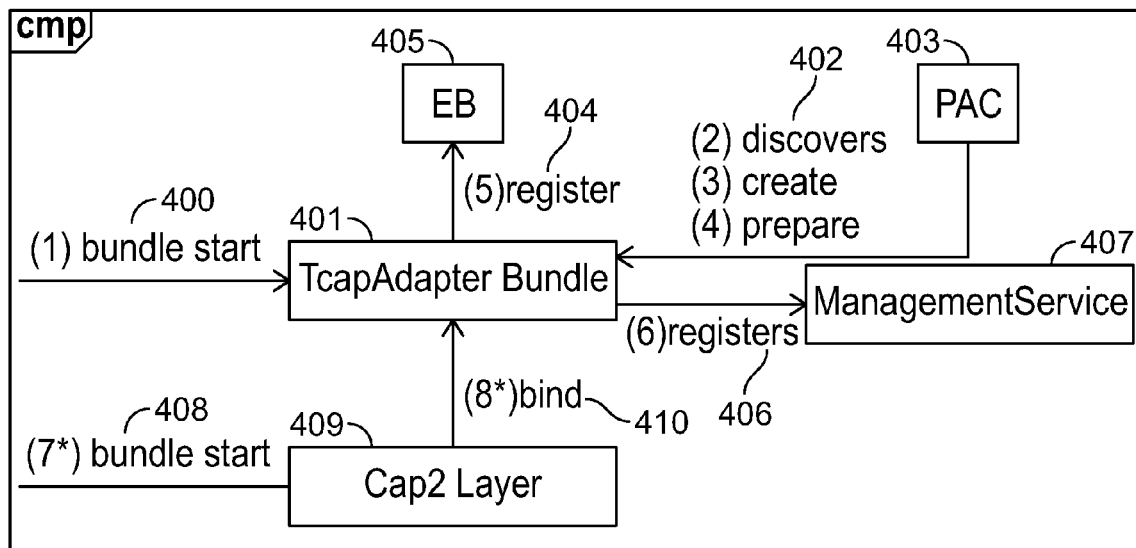 cmp
405
EB
403
PAC
402
(2) discovers
(3) create
(4) prepare
404
(5)register
400
(1) bundle start
401
TcapAdapter Bundle
407
ManagementService
(6)registers
406
(8*)bind
410
408
(7*) bundle start
409
Cap2 Layer